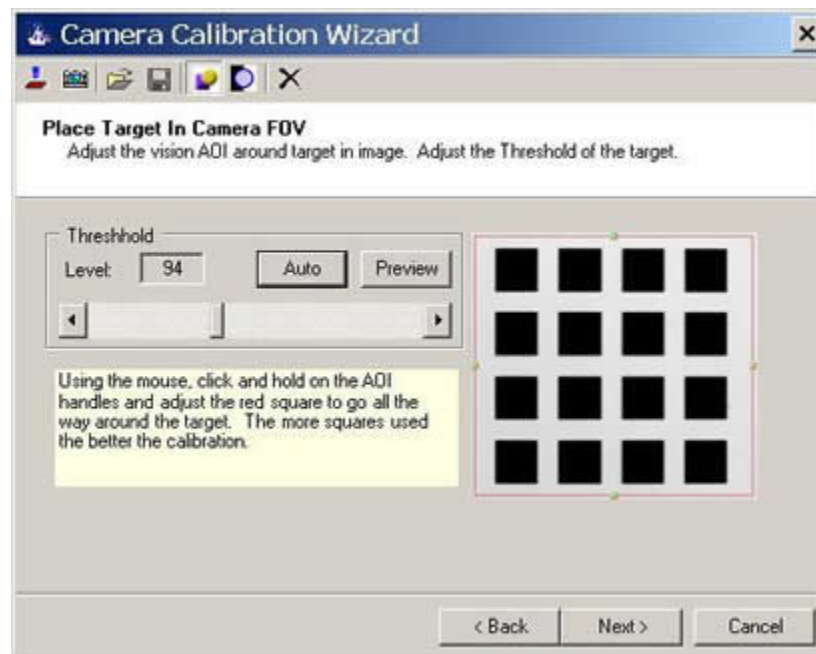 Camera Calibration Wizard
Place Target In Camera FOV
Adjust the vision AOI around target in image. Adjust the Threshold of the target.
Threshhold
Level: 94 Auto Preview
Using the mouse, click and hold on the AOI
handles and adjust the red square to go all the
way around the target. The more squares used
the better the calibration.
< Back Next > Cancel